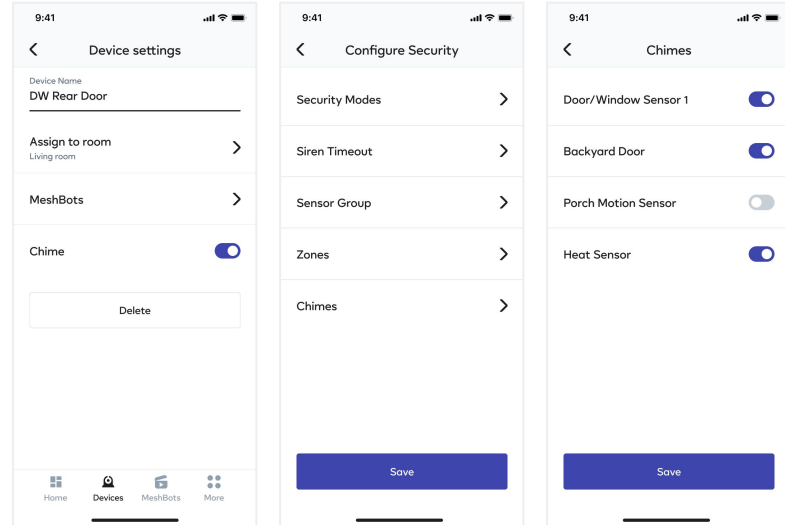 9:41
Device settings
Device Name
DW Rear Door
Assign to room
Living room
MeshBots
Chime
Delete
Home Devices MeshBots More
9:41
Configure Security
Security Modes
Siren Timeout
Sensor Group
Zones
Chimes
Save
9:41
Chimes
Door/Window Sensor 1
Backyard Door
Porch Motion Sensor
Heat Sensor
Save